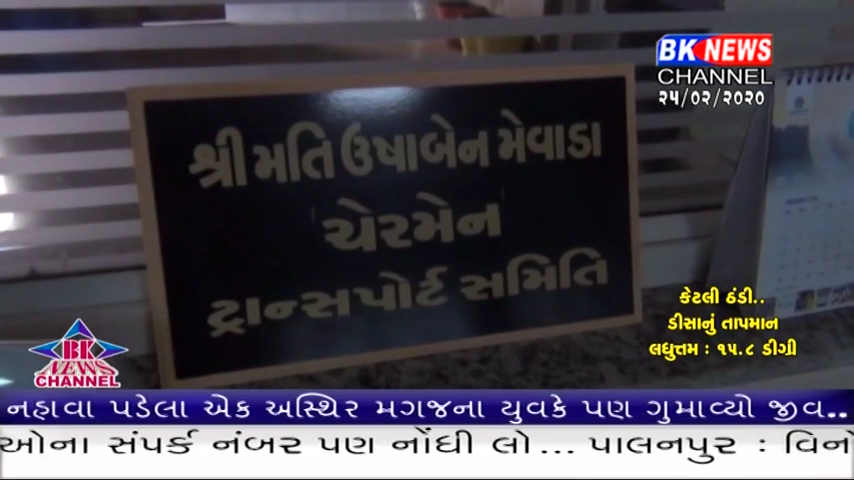 BK NEWS
CHANNEL
૨૫/૦૨/૨૦૨૦
શ્રી મતિ ઉષાબેન મેવાડા
ચેરમેન
ટ્રાન્સપોર્ટ સમિતિ
કેટલી ઠંડી..
ડીસાનું તાપમાન
લઘુત્તમ : ૧૫.૮ ડીગ્રી
BK
NEWS
CHANNEL
નહાવા પડેલા એક અસ્થિર મગજના યુવકે પણ ગુમાવ્યો જીવ..
ઓના સંપર્ક નંબર પણ નોંધી લો... પાલનપુર : વિનો